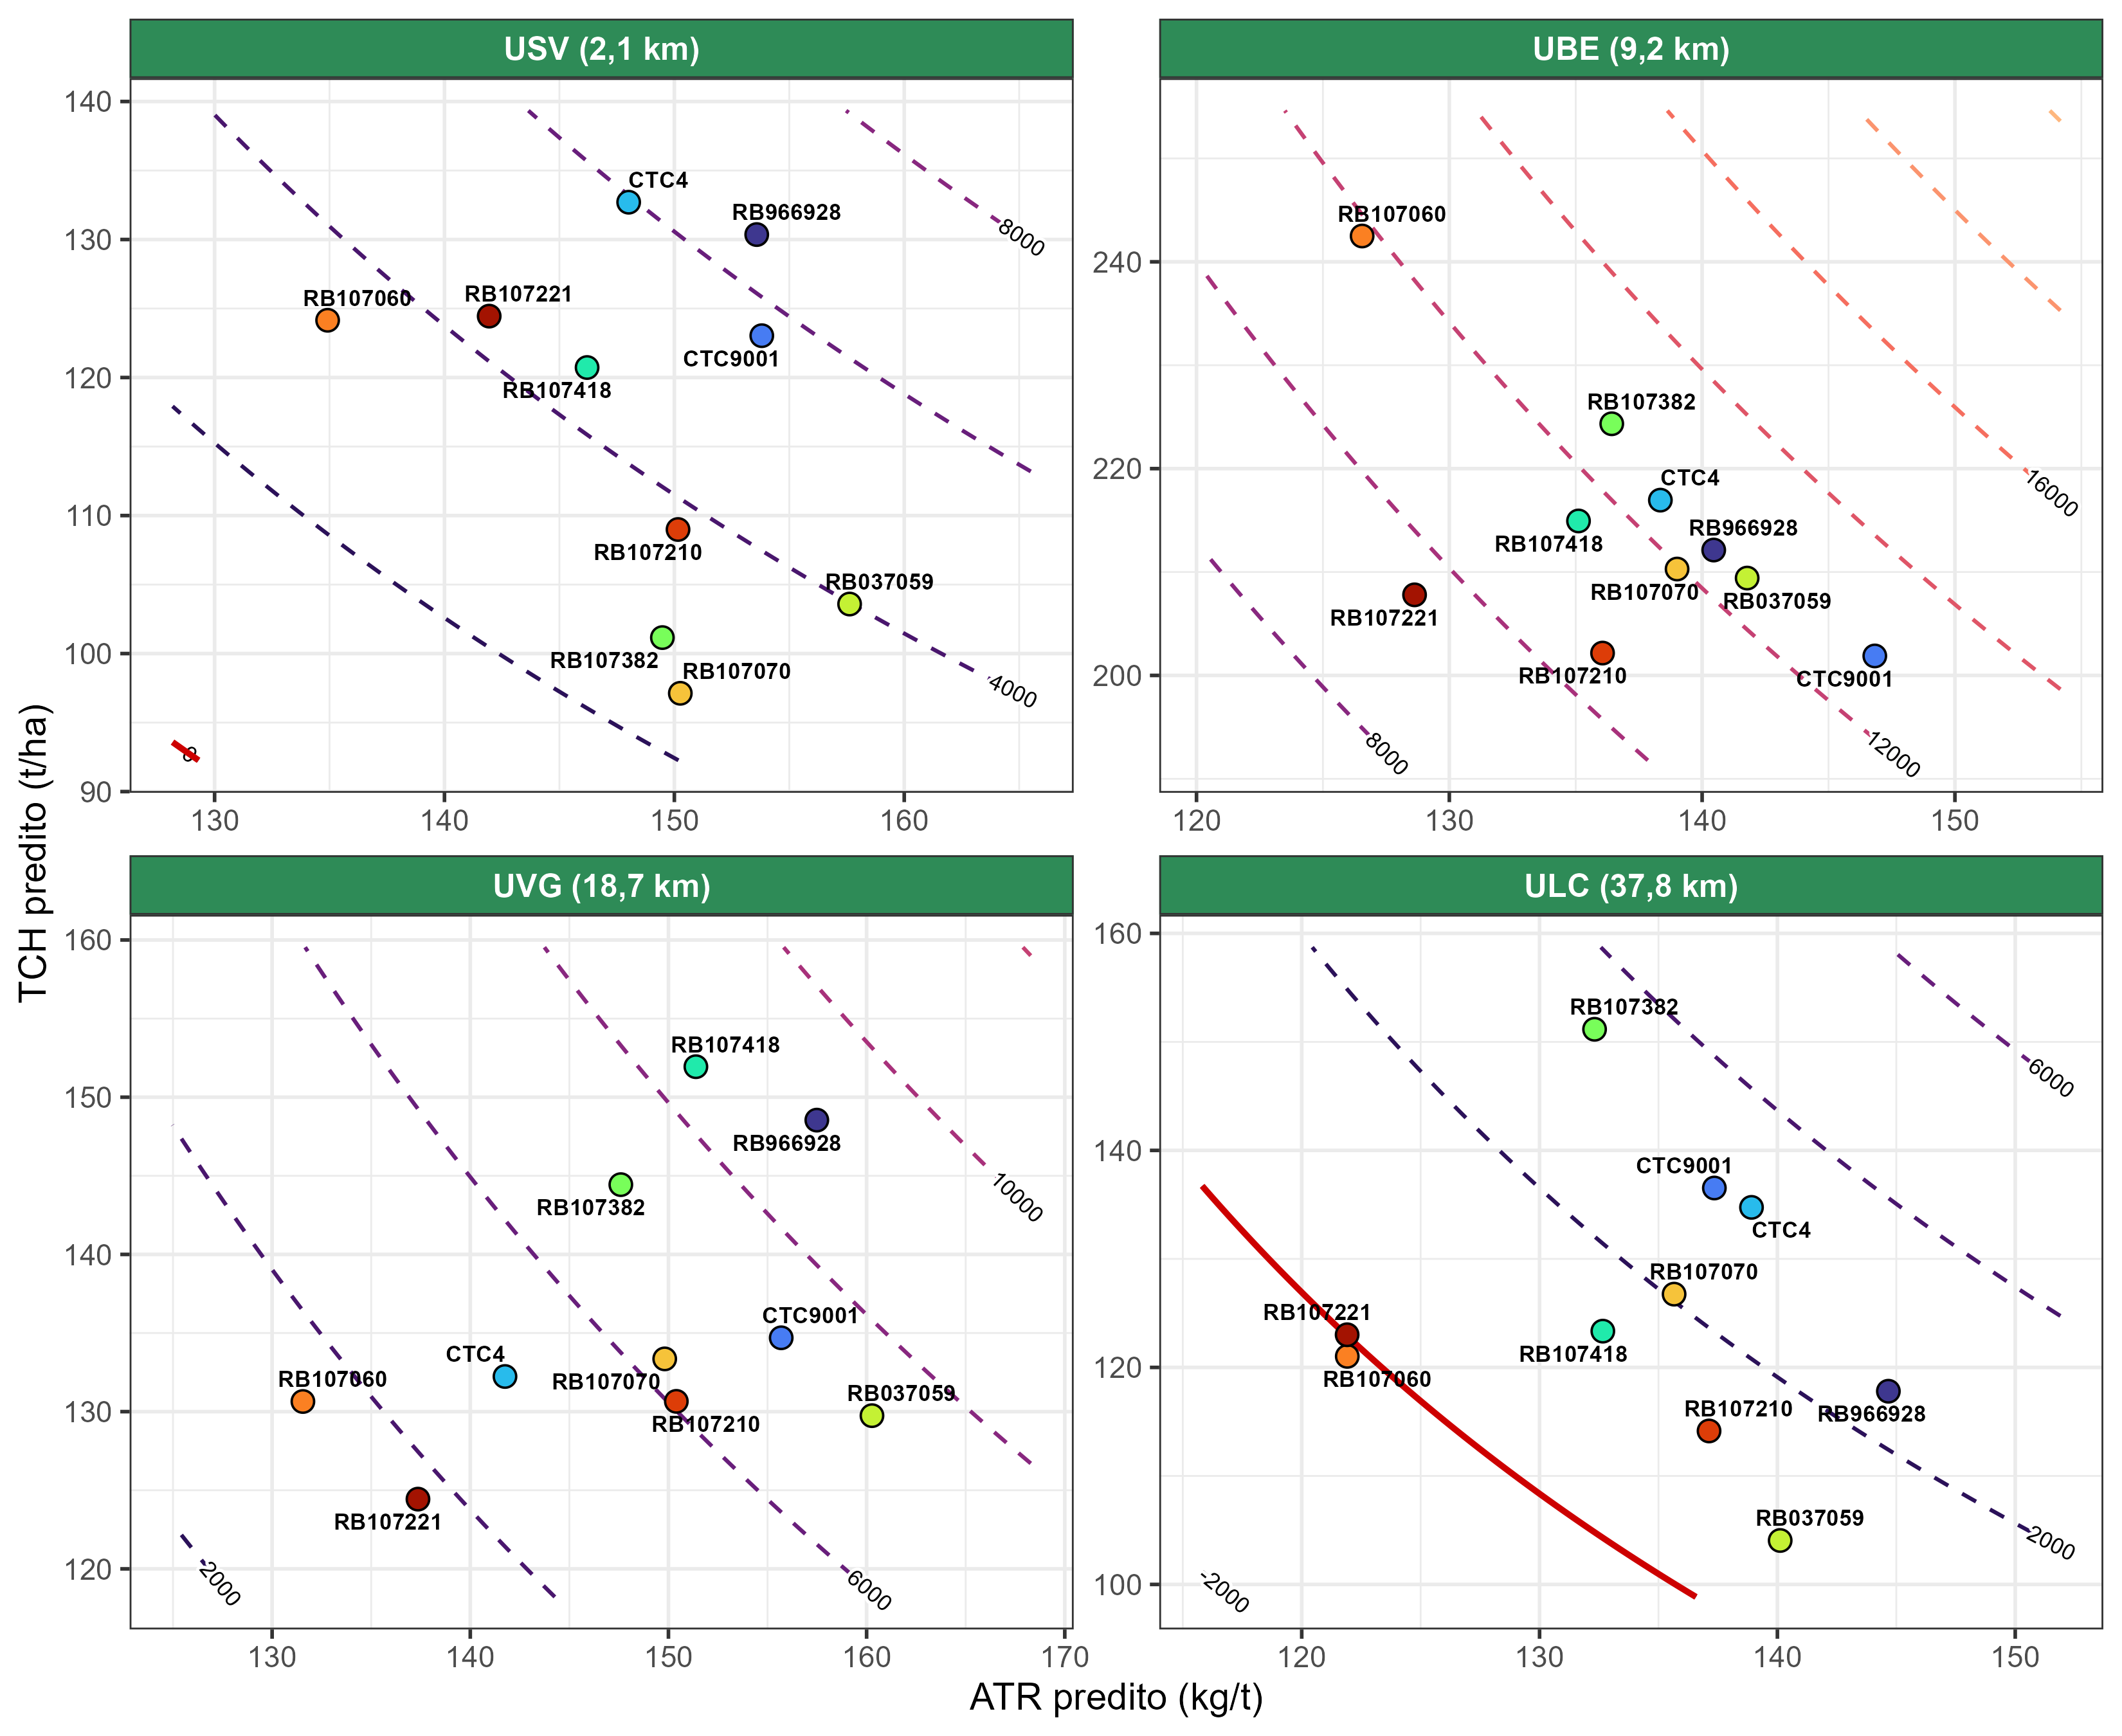 USV (2,1 km)
140
130
120
110
100
90
CTC4
RB966928
8000
RB107060
RB107221
CTC9001
RB107418
RB107210
RB037059
RB107382
RB107070
4000
0
130
140
150
160
UBE (9,2 km)
240
220
200
RB107060
RB107382
CTC4
16000
RB966928
RB107418
RB107070
RB037059
RB107221
RB107210
CTC9001
8000
12000
120
130
140
150
UVG (18,7 km)
160
150
140
130
120
RB107418
RB966928
10000
RB107382
CTC9001
CTC4
RB107060
RB107070
RB037059
RB107210
RB107221
2000
6000
130
140
150
160
170
ULC (37,8 km)
160
140
120
100
RB107382
6000
CTC9001
CTC4
RB107070
RB107221
RB107418
RB107060
RB107210
RB966928
RB037059
2000
-2000
120
130
140
150
TCH predito (t/ha)
ATR predito (kg/t)